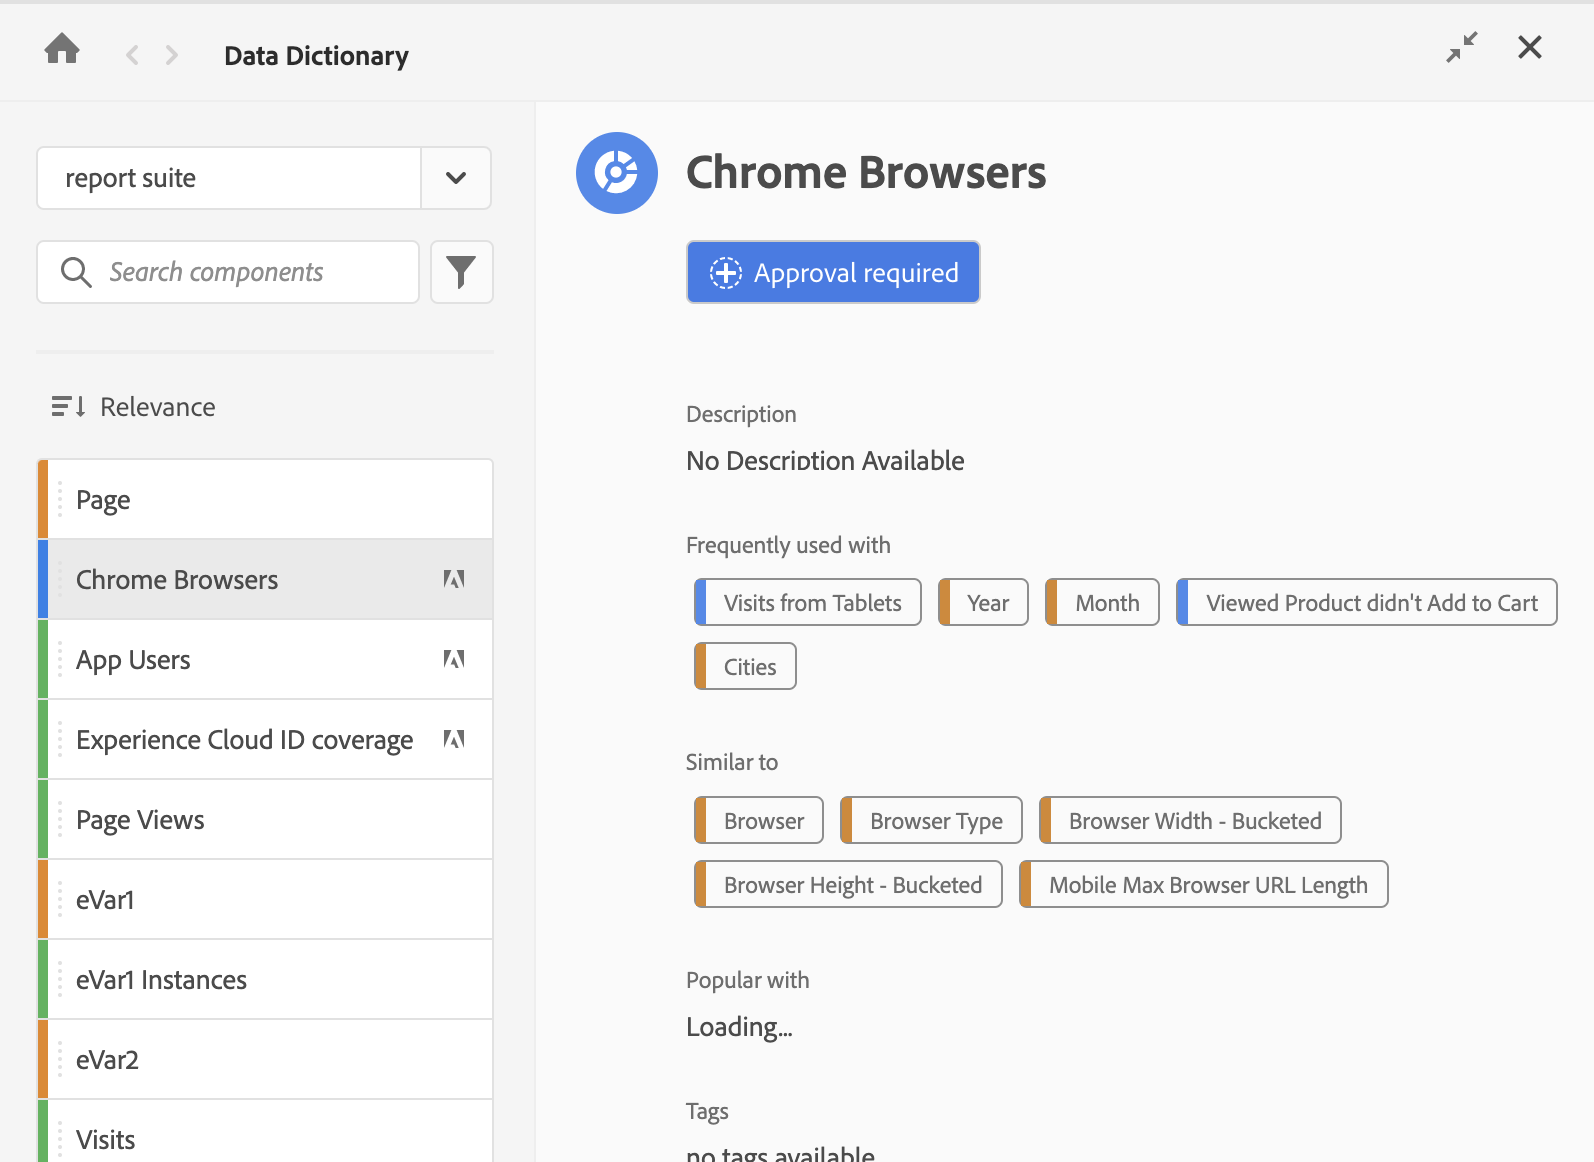 Data Dictionary
report suite
Search components
Relevance
Page
Chrome Browsers
App Users
Experience Cloud ID coverage
Page Views
eVar1
eVar1 Instances
eVar2
Visits
Chrome Browsers
Approval required
Description
No Description Available
Frequently used with
Visits from Tablets Year Month Viewed Product didn't Add to Cart
Cities
Similar to
Browser Browser Type Browser Width - Bucketed
Browser Height - Bucketed Mobile Max Browser URL Length
Popular with
Loading...
Tags
no tags available